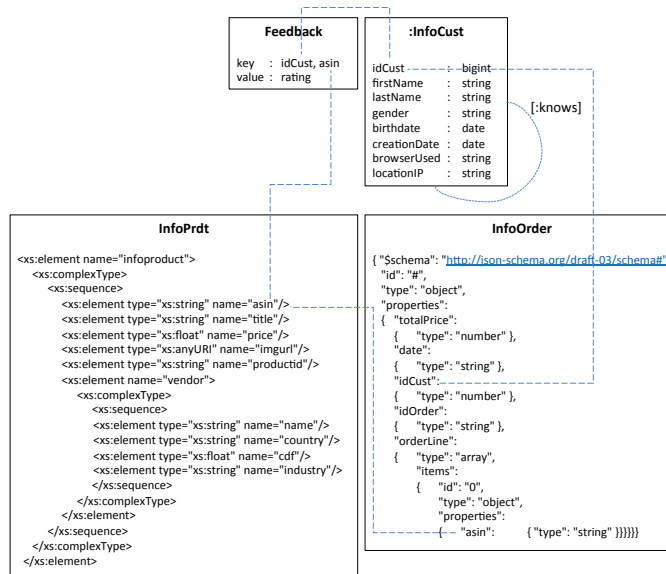 Feedback
key : idCust, asin
value : rating
:InfoCust
idCust : bigint
firstName : string
lastName : string
gender : string
birthdate : date
creationDate : date
browserUsed : string
locationIP : string
[:knows]
InfoPrdt
<xs:element name="infoproduct">
<xs:complexType>
<xs:sequence>
<xs:element type="xs:string" name="asin"/>
<xs:element type="xs:string" name="title"/>
<xs:element type="xs:float" name="price"/>
<xs:element type="xs:anyURI" name="imgurl"/>
<xs:element type="xs:string" name="productid"/>
<xs:element name="vendor">
<xs:complexType>
<xs:sequence>
<xs:element type="xs:string" name="name"/>
<xs:element type="xs:string" name="country"/>
<xs:element type="xs:float" name="cdf"/>
<xs:element type="xs:string" name="industry"/>
</xs:sequence>
</xs:complexType>
</xs:element>
</xs:sequence>
</xs:complexType>
</xs:element>
InfoOrder
{ "$schema": "http://json-schema.org/draft-03/schema#"
"id": "#",
"type": "object",
"properties":
{ "totalPrice":
{ "type": "number" },
"date":
{ "type": "string" },
"idCust":
{ "type": "number" },
"idOrder":
{ "type": "string" },
"orderLine":
{ "type": "array",
"items":
{ "id": "0",
"type": "object",
"properties":
{ "asin": { "type": "string" }}}}}}